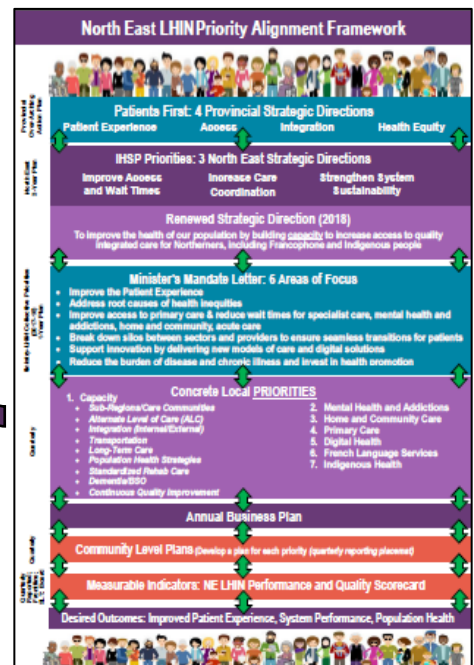 North East LHIN Priority Alignment Framework
Patients First: 4 Provincial Strategic Directions
Patient Experience Access Integration Health Equity
IHSP Priorities: 3 North East Strategic Directions
Improve Access and Wait Times
Increase Care Coordination
Strengthen System Sustainability
Renewed Strategic Direction (2018)
To improve the health of our population by building capacity to increase access to quality
integrated care for Northerners, including Francophone and Indigenous people
Minister's Mandate Letter: 6 Areas of Focus
• Improve the Patient Experience
• Address root causes of health inequities
• Improve access to primary care & reduce wait times for specialist care, mental health and
addictions, home and community, acute care
• Break down silos between sectors and providers to ensure seamless transitions for patients
• Support innovation by delivering new models of care and digital solutions
• Reduce the burden of disease and chronic illness and invest in health promotion
Concrete Local PRIORITIES
1. Capacity
• Sub-Regions/Care Communities
• Alternate Level of Care (ALC)
• Integration (Internal/External)
• Transportation
• Long-Term Care
• Population Health Strategies
• Standardized Rehab Care
• Dementia/BSO
• Continuous Quality Improvement
2. Mental Health and Addictions
3. Home and Community Care
4. Primary Care
5. Digital Health
6. French Language Services
7. Indigenous Health
Annual Business Plan
Community Level Plans (Develop a plan for each priority (quarterly reporting placemat)
Measurable Indicators: NE LHIN Performance and Quality Scorecard
Desired Outcomes: Improved Patient Experience, System Performance, Population Health
Quarterly
Quarterly